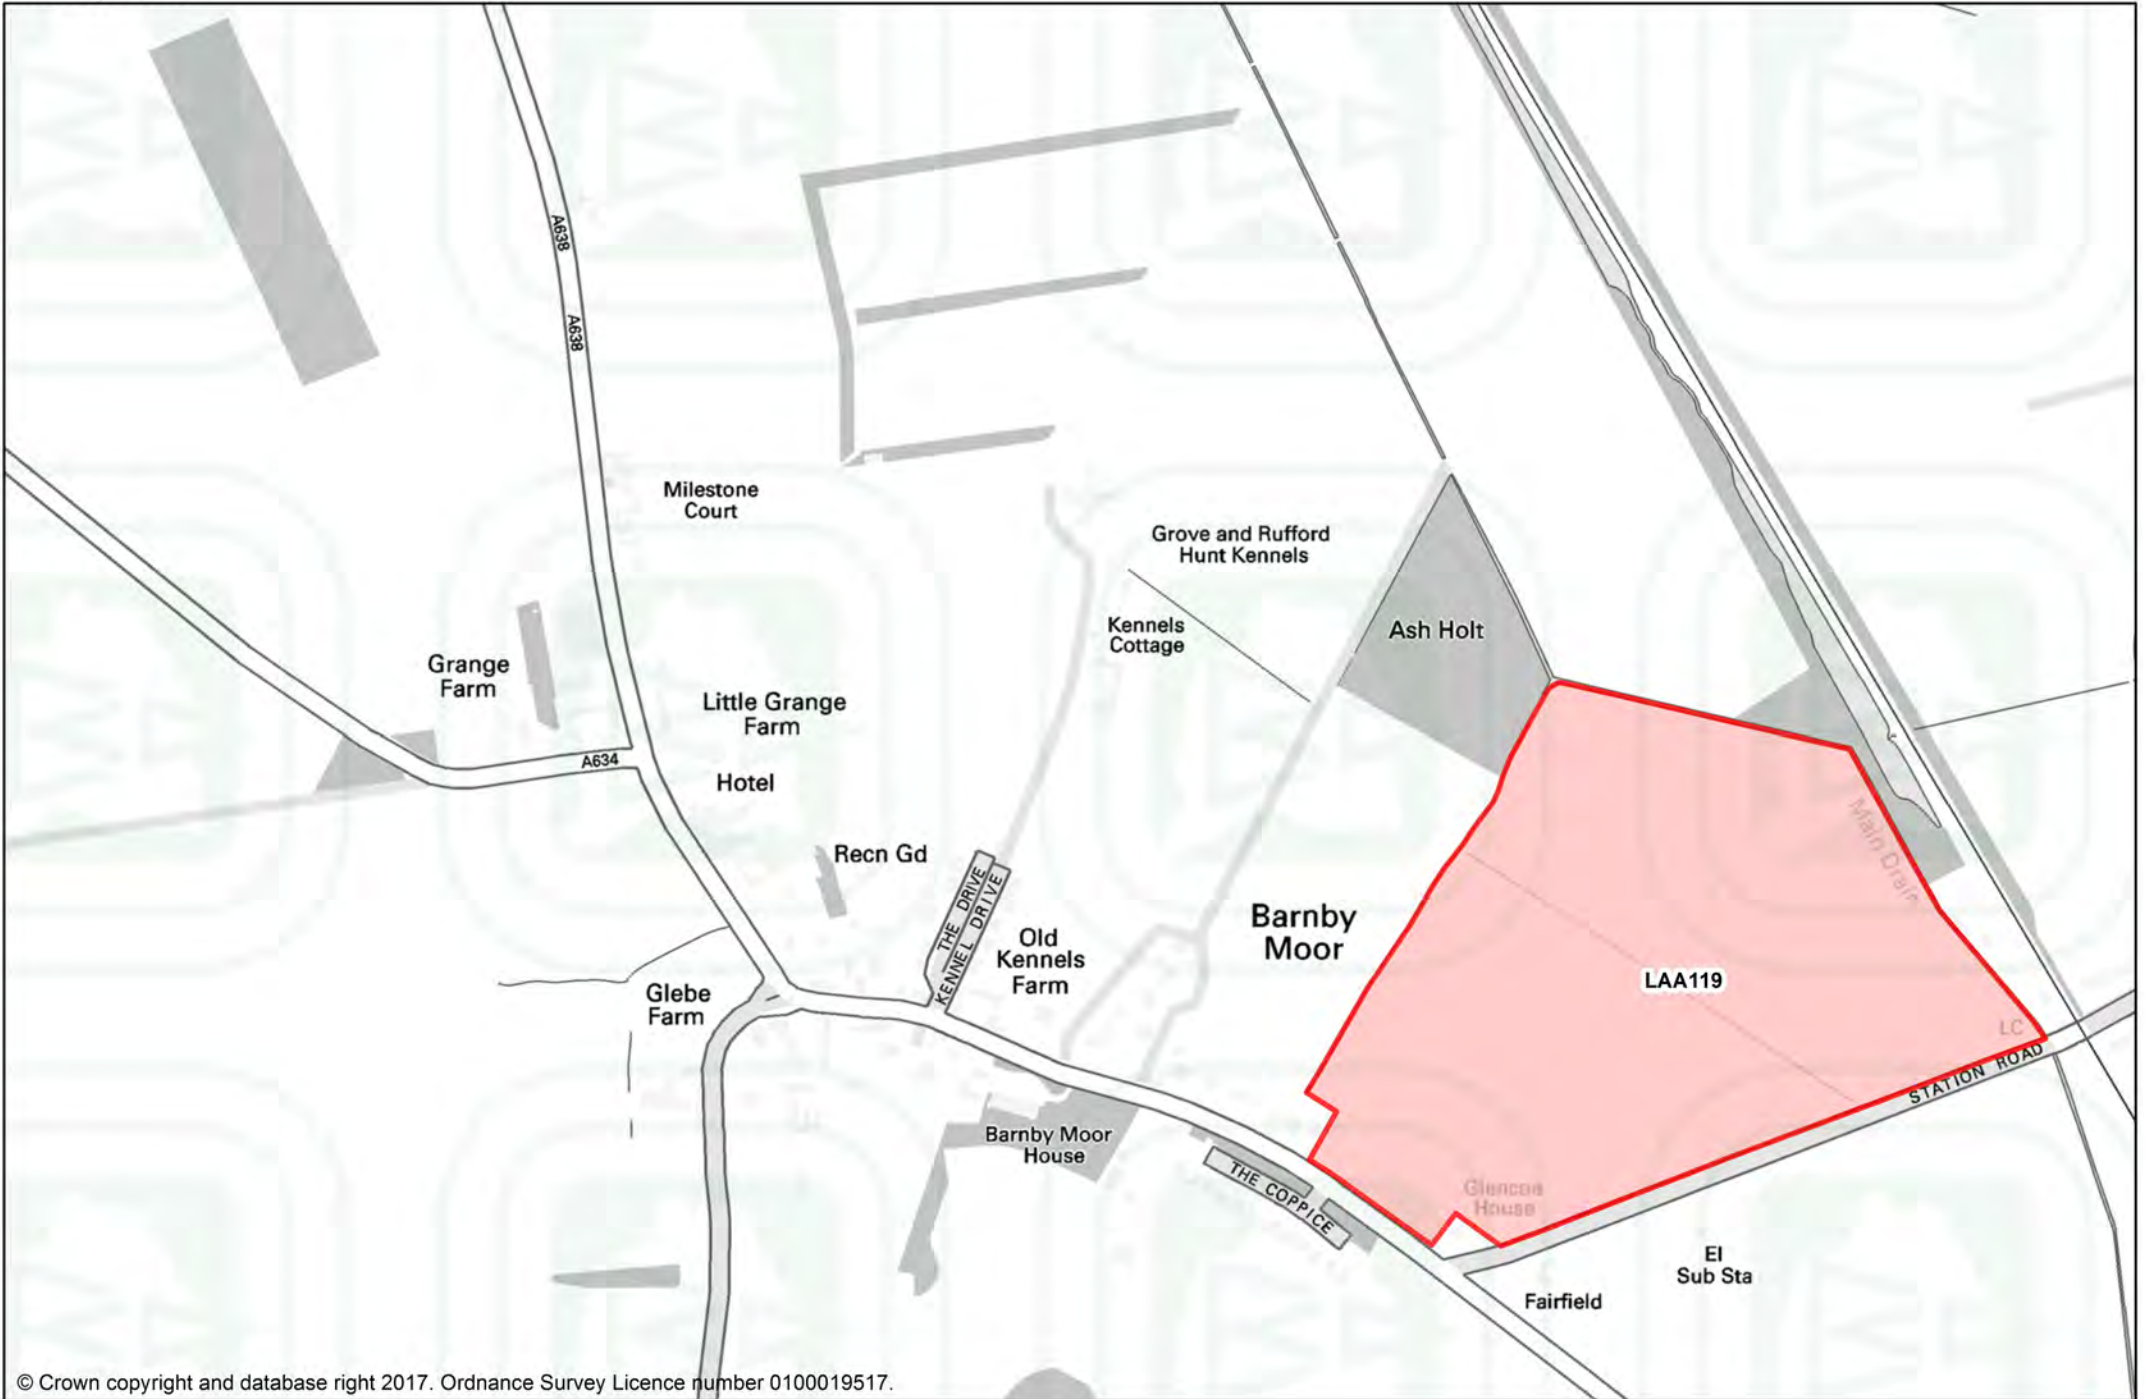 A638
A638
Milestone
Court
Grove and Rufford
Hunt Kennels
Kennels
Cottage
Ash Holt
Grange
Farm
Little Grange
Farm
A634
Hotel
Recn Gd
THE DRIVE
KENNEL DRIVE
Old
Kennels
Farm
Barnby
Moor
Main Drain
LAA119
Glebe
Farm
LC
STATION ROAD
Barnby Moor
House
THE COPPICE
Glencoe
House
El
Sub Sta
Fairfield
© Crown copyright and database right 2017. Ordnance Survey Licence number 0100019517.